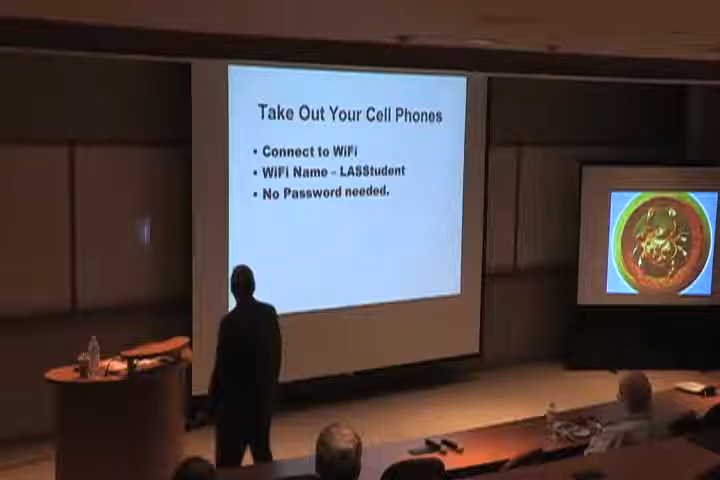 Take Out Your Cell Phones
• Connect to WiFi
• WiFi Name – LASStudent
• No Password needed.